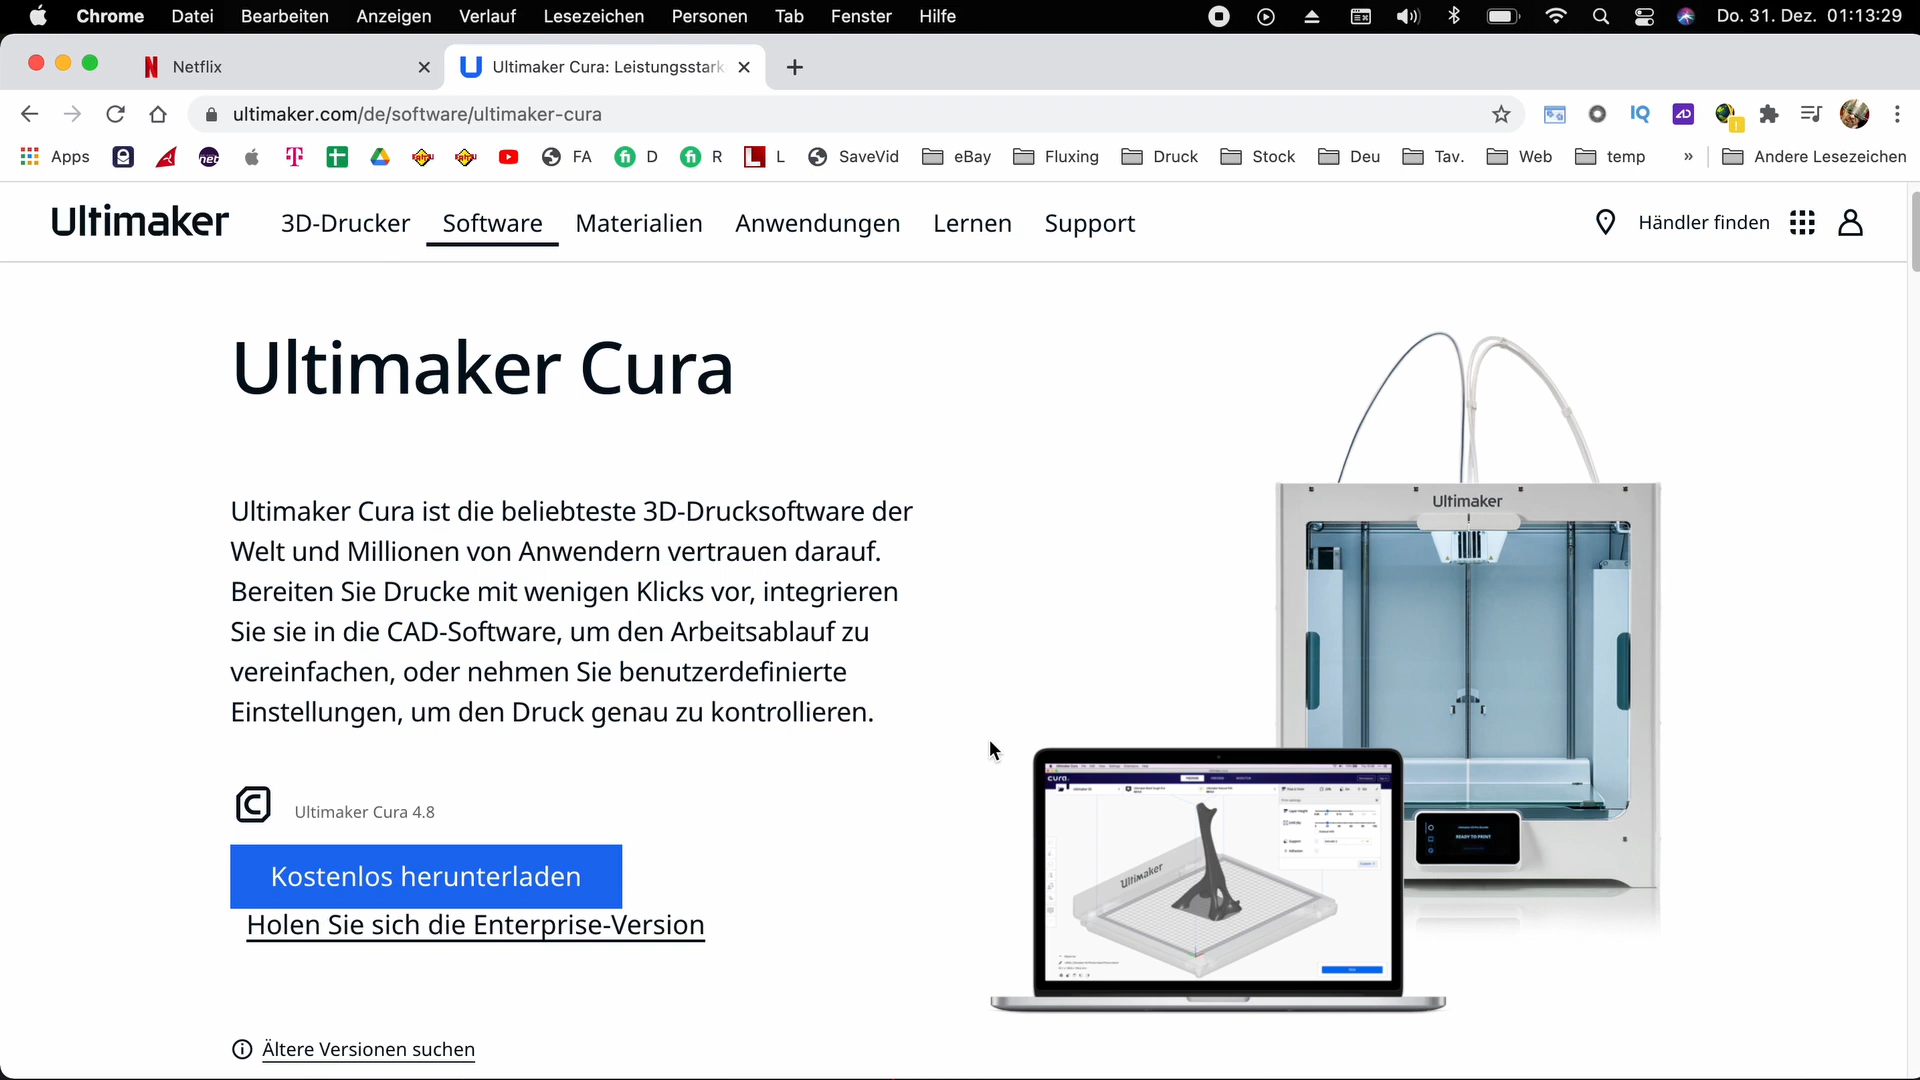 Chrome Datei Bearbeiten Anzeigen Verlauf Lesezeichen Personen Tab Fenster Hilfe Do. 31. Dez. 01:13:29
Netflix
Ultimaker Cura: Leistungsstark
ultimaker.com/de/software/ultimaker-cura
Apps FA D R L SaveVid eBay Fluxing Druck Stock Deu Tav. Web temp » Andere Lesezeichen
Ultimaker 3D-Drucker Software Materialien Anwendungen Lernen Support Händler finden
Ultimaker Cura
Ultimaker Cura ist die beliebteste 3D-Drucksoftware der
Welt und Millionen von Anwendern vertrauen darauf.
Bereiten Sie Drucke mit wenigen Klicks vor, integrieren
Sie sie in die CAD-Software, um den Arbeitsablauf zu
vereinfachen, oder nehmen Sie benutzerdefinierte
Einstellungen, um den Druck genau zu kontrollieren.
Ultimaker Cura 4.8
Kostenlos herunterladen
Holen Sie sich die Enterprise-Version
Ältere Versionen suchen
Ultimaker
READY TO PRINT
cura.
Ultimaker